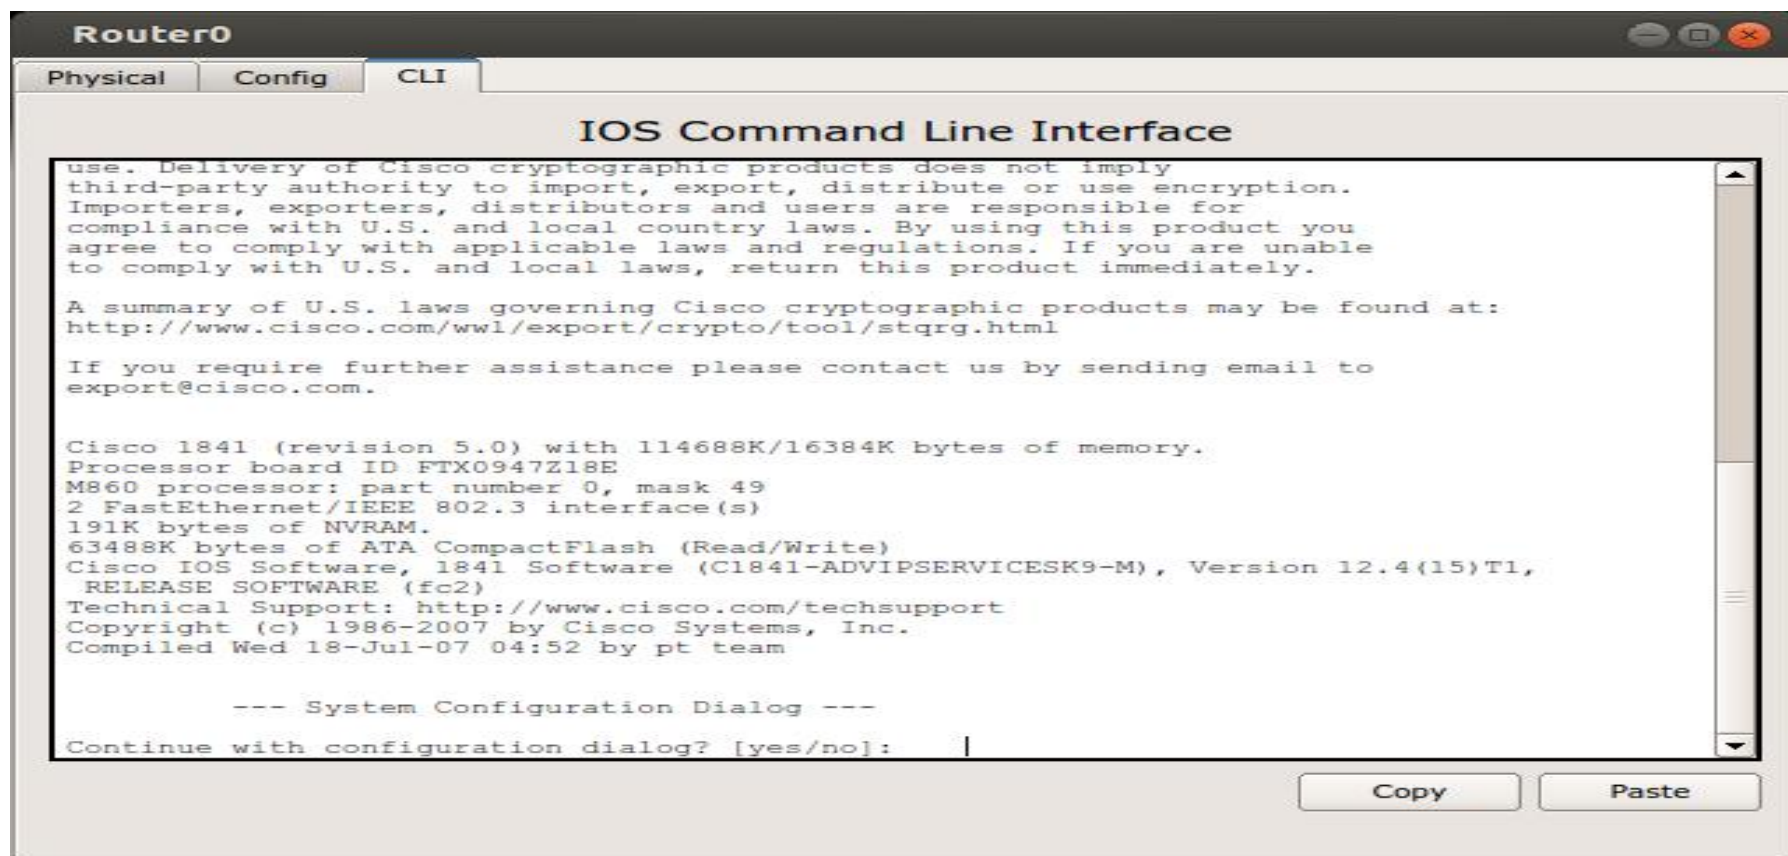 Router0
Physical Config CLI
IOS Command Line Interface
use. Delivery of Cisco cryptographic products does not imply
third-party authority to import, export, distribute or use encryption.
Importers, exporters, distributors and users are responsible for
compliance with U.S. and local country laws. By using this product you
agree to comply with applicable laws and regulations. If you are unable
to comply with U.S. and local laws, return this product immediately.
A summary of U.S. laws governing Cisco cryptographic products may be found at:
http://www.cisco.com/wwl/export/crypto/tool/stqrg.html
If you require further assistance please contact us by sending email to
export@cisco.com.
Cisco 1841 (revision 5.0) with 114688K/16384K bytes of memory.
Processor board ID FTX0947Z18E
M860 processor: part number 0, mask 49
2 FastEthernet/IEEE 802.3 interface(s)
191K bytes of NVRAM.
63488K bytes of ATA CompactFlash (Read/Write)
Cisco IOS Software, 1841 Software (C1841-ADVIPSERVICESK9-M), Version 12.4(15)T1,
RELEASE SOFTWARE (fc2)
Technical Support: http://www.cisco.com/techsupport
Copyright (c) 1986-2007 by Cisco Systems, Inc.
Compiled Wed 18-Jul-07 04:52 by pt team
--- System Configuration Dialog ---
Continue with configuration dialog? [yes/no]:
Copy Paste